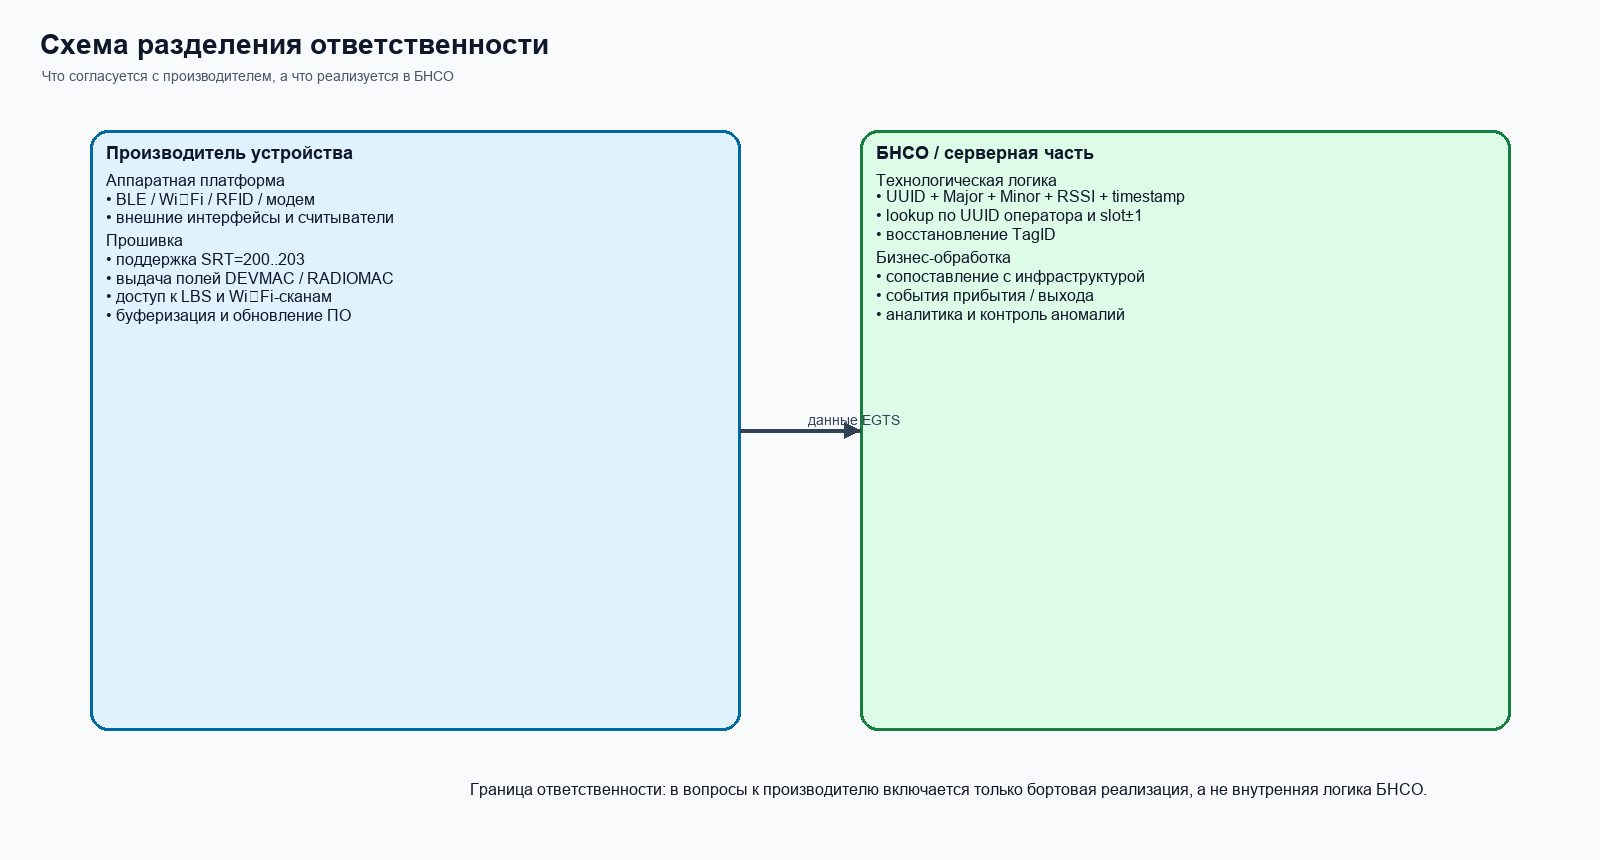 Схема разделения ответственности
Что согласуется с производителем, а что реализуется в БНСО
Производитель устройства
Аппаратная платформа
• BLE / Wi□Fi / RFID / модем
• внешние интерфейсы и считыватели
Прошивка
• поддержка SRT=200..203
• выдача полей DEVMAC / RADIOMAC
• доступ к LBS и Wi□Fi-сканам
• буферизация и обновление ПО
данные EGTS
БНСО / серверная часть
Технологическая логика
• UUID + Major + Minor + RSSI + timestamp
• lookup по UUID оператора и slot±1
• восстановление TagID
Бизнес-обработка
• сопоставление с инфраструктурой
• события прибытия / выхода
• аналитика и контроль аномалий
Граница ответственности: в вопросы к производителю включается только бортовая реализация, а не внутренняя логика БНСО.